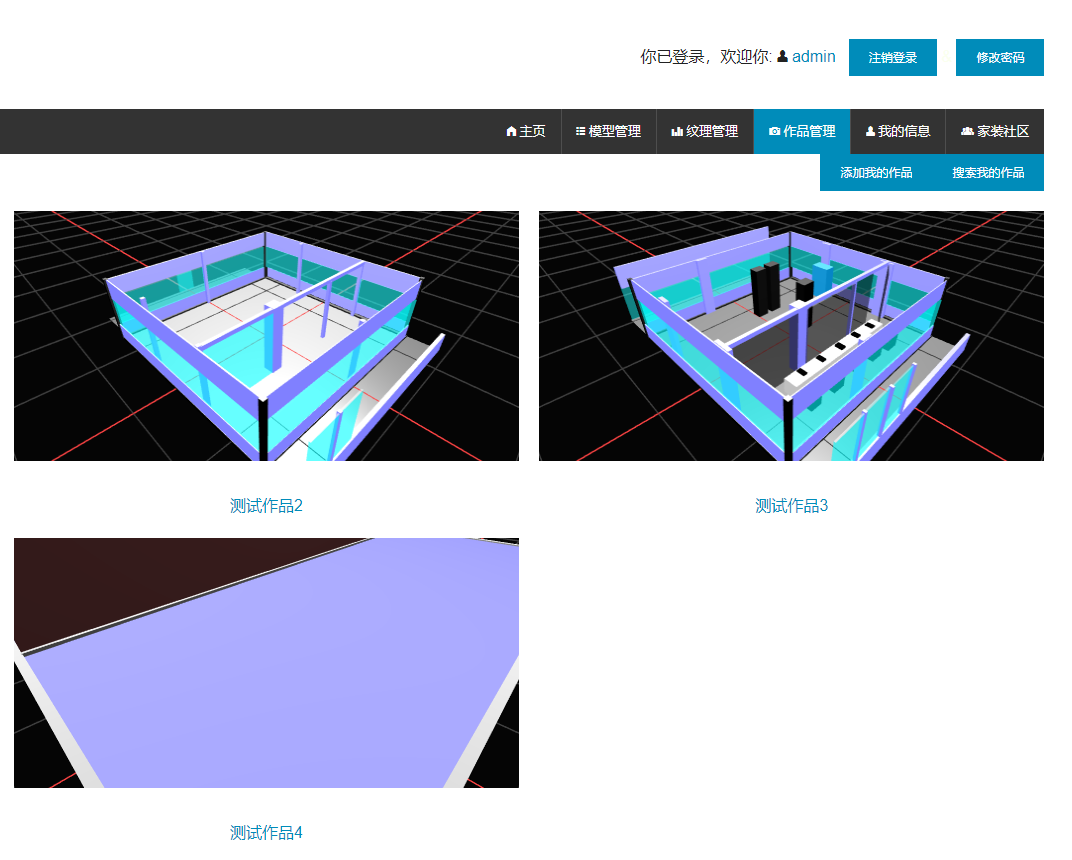 你已登录，欢迎你: admin 注销登录 修改密码
主页 模型管理 纹理管理 作品管理 我的信息 家装社区
添加我的作品 搜索我的作品
测试作品2 测试作品3
测试作品4